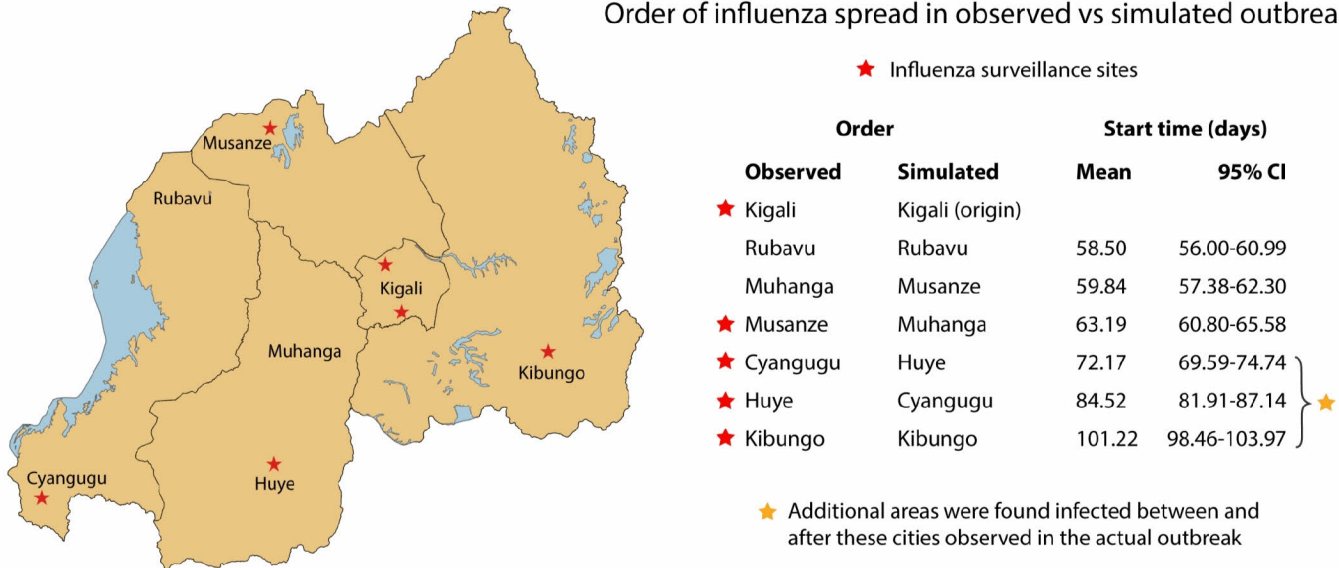 Order of influenza spread in observed vs simulated outbrea
Influenza surveillance sites
Order Start time (days)
Observed Simulated Mean 95% CI
Kigali Kigali (origin)
Rubavu Rubavu 58.50 56.00-60.99
Muhanga Musanze 59.84 57.38-62.30
Musanze Muhanga 63.19 60.80-65.58
Cyangugu Huye 72.17 69.59-74.74
Huye Cyangugu 84.52 81.91-87.14
Kibungo Kibungo 101.22 98.46-103.97
Additional areas were found infected between and
after these cities observed in the actual outbreak
Musanze
Rubavu
Kigali
Muhanga
Kibungo
Cyangugu
Huye